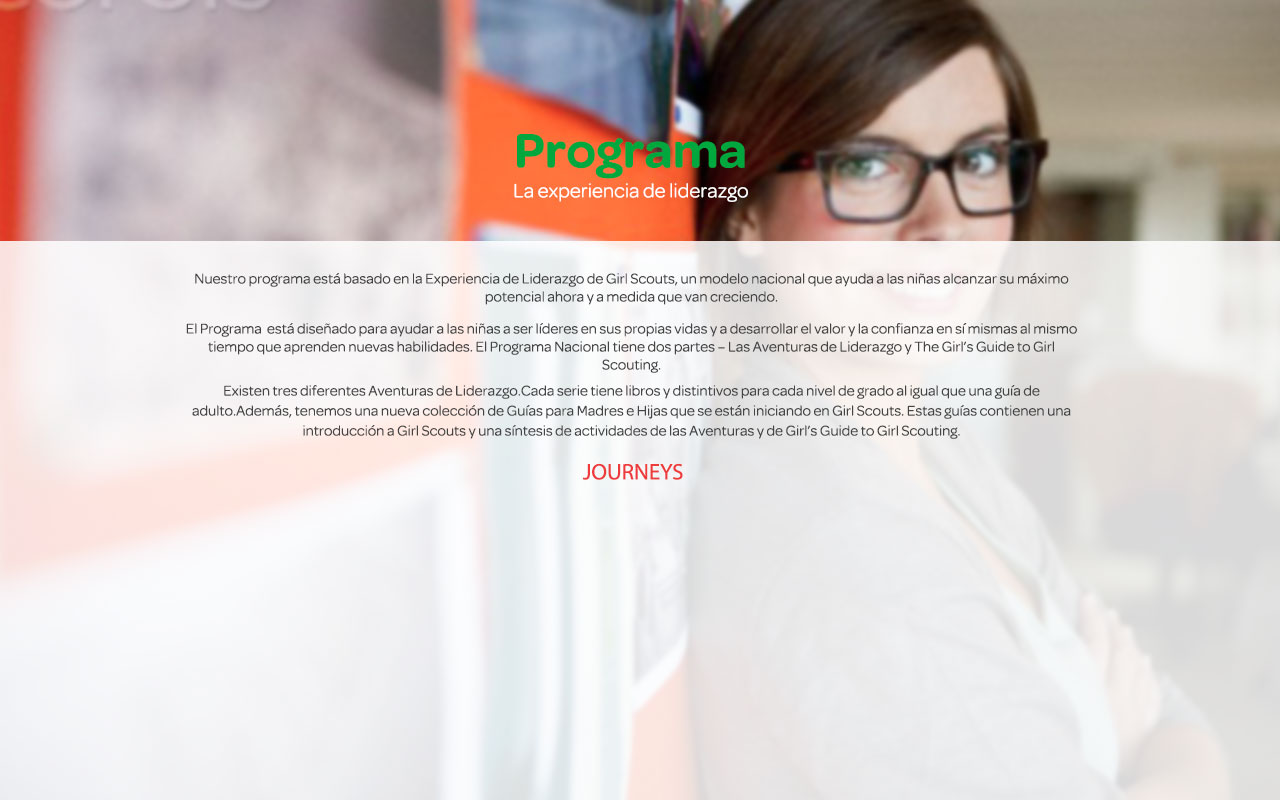 Programa
La experiencia de liderazgo
Nuestro programa está basado en la Experiencia de Liderazgo de Girl Scouts, un modelo nacional que ayuda a las niñas alcanzar su máximo
potencial ahora y a medida que van creciendo.
El Programa  está diseñado para ayudar a las niñas a ser líderes en sus propias vidas y a desarrollar el valor y la confianza en sí mismas al mismo
tiempo que aprenden nuevas habilidades. El Programa Nacional tiene dos partes – Las Aventuras de Liderazgo y The Girl's Guide to Girl
Scouting.
Existen tres diferentes Aventuras de Liderazgo.Cada serie tiene libros y distintivos para cada nivel de grado al igual que una guía de
adulto.Además, tenemos una nueva colección de Guías para Madres e Hijas que se están iniciando en Girl Scouts. Estas guías contienen una
introducción a Girl Scouts y una síntesis de actividades de las Aventuras y de Girl's Guide to Girl Scouting.
JOURNEYS